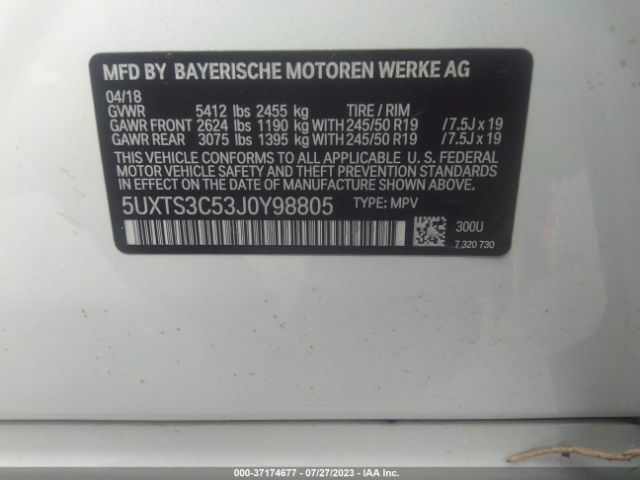 MFD BY BAYERISCHE MOTOREN WERKE AG
04/18
GVWR 5412 lbs 2455 kg TIRE / RIM
GAWR FRONT 2624 lbs 1190 kg WITH 245/50 R19 /7.5J x 19
GAWR REAR 3075 lbs 1395 kg WITH 245/50 R19 /7.5J x 19
THIS VEHICLE CONFORMS TO ALL APPLICABLE U. S. FEDERAL
MOTOR VEHICLE SAFETY, BUMPER, AND THEFT PREVENTION
STANDARDS IN EFFECT ON THE DATE OF MANUFACTURE SHOWN ABOVE.
5UXTS3C53J0Y98805 TYPE: MPV
300U
7 320 730
000-37174677 - 07/27/2023 - IAA Inc.